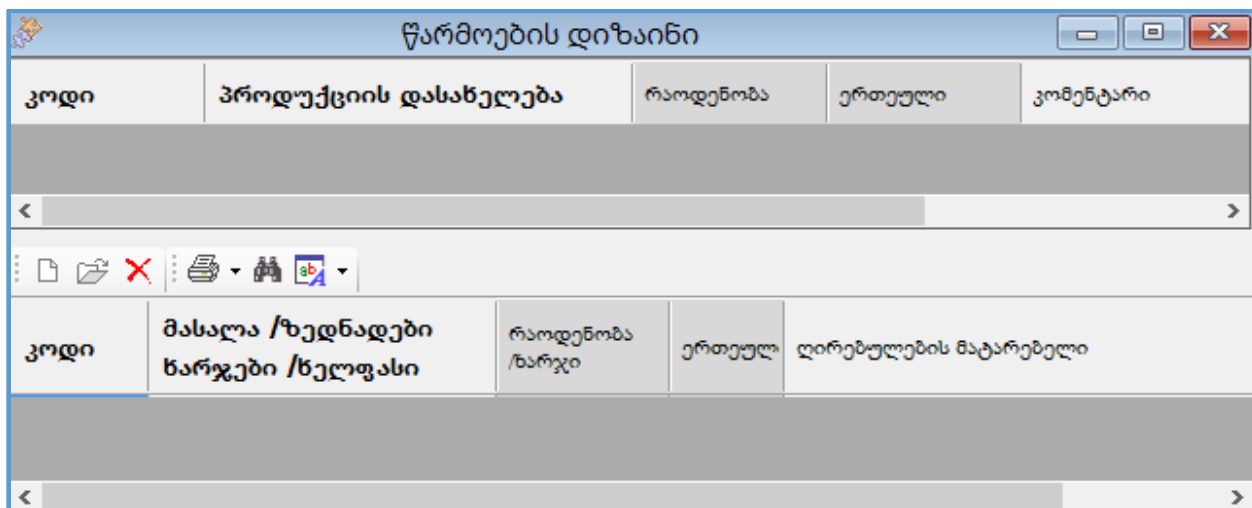 წარმოების დიზაინი
კოდი პროდუქციის დასახელება რაოდენობა ერთეული კომენტარი
კოდი მასალა /ზედნადები ხარჯები /ხელფასი რაოდენობა /ხარჯი ერთეულ ღირებულების მატარებელი